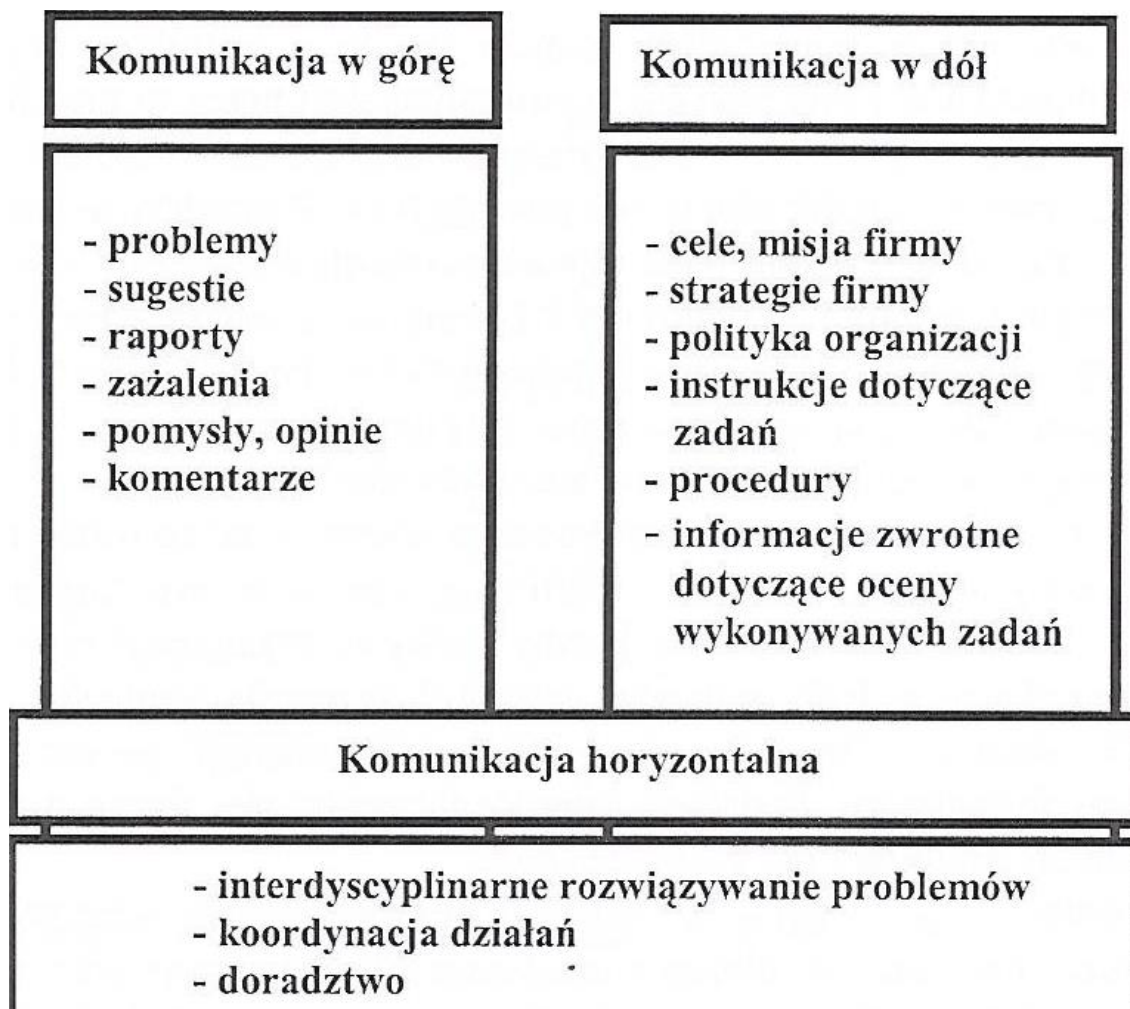 Komunikacja w górę
- problemy
- sugestie
- raporty
- zażalenia
- pomysły, opinie
- komentarze
Komunikacja w dół
- cele, misja firmy
- strategie firmy
- polityka organizacji
- instrukcje dotyczące
zadań
- procedury
- informacje zwrotne
dotyczące oceny
wykonywanych zadań
Komunikacja horyzontalna
- interdyscyplinarne rozwiązywanie problemów
- koordynacja działań
- doradztwo